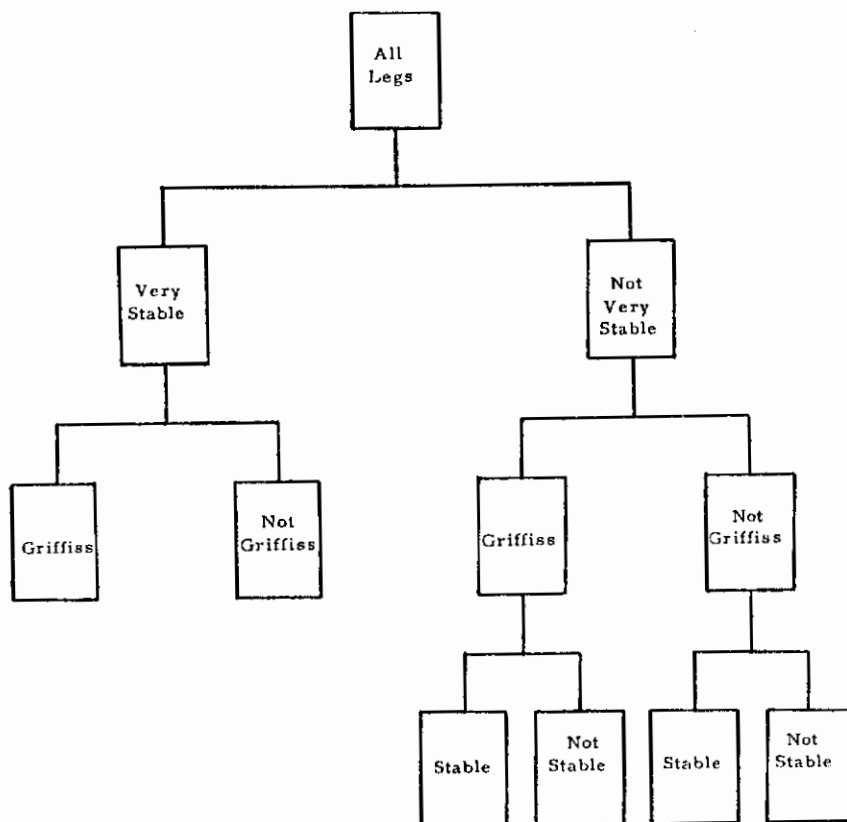 All
Legs
Very
Stable
Not
Very
Stable
Griffiss
Not
Griffiss
Griffiss
Not
Griffiss
Stable
Not
Stable
Stable
Not
Stable